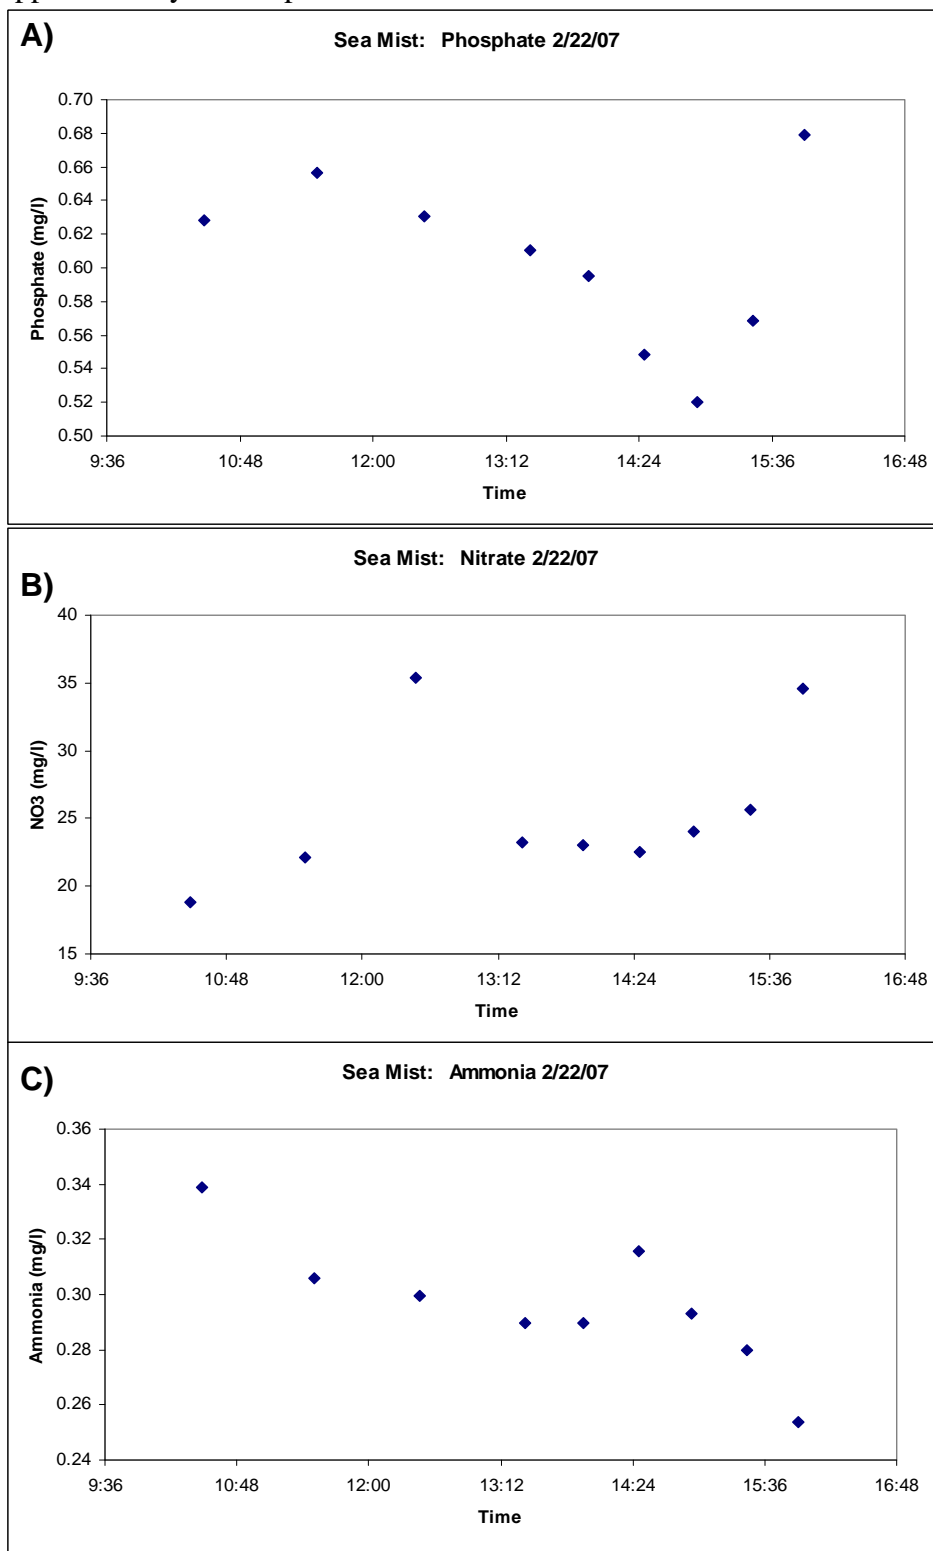 A)
Sea Mist: Phosphate 2/22/07
0.70
0.68
0.66
0.64
0.62
0.60
0.58
0.56
0.54
0.52
0.50
Phosphate (mg/l)
9:36 10:48 12:00 13:12 14:24 15:36 16:48
Time
B)
Sea Mist: Nitrate 2/22/07
40
35
30
25
20
15
NO3 (mg/l)
9:36 10:48 12:00 13:12 14:24 15:36 16:48
Time
C)
Sea Mist: Ammonia 2/22/07
0.36
0.34
0.32
0.30
0.28
0.26
0.24
Ammonia (mg/l)
9:36 10:48 12:00 13:12 14:24 15:36 16:48
Time